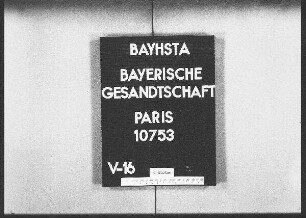 BAYHSTA
BAYERISCHE
GESANDTSCHAFT
PARIS
10753
V-16